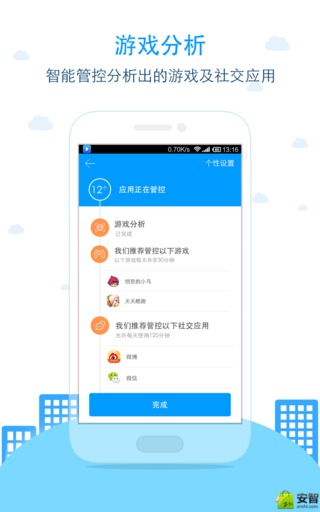 游戏分析
智能管控分析出的游戏及社交应用
0.70K/s 13:16
个性设置
12+ 应用正在管控
游戏分析
已完成
我们推荐管控以下游戏
以下游戏每天共享30分钟
愤怒的小鸟
天天酷跑
我们推荐管控以下社交应用
允许每天使用120分钟
微博
微信
完成
安智
anzhi.com